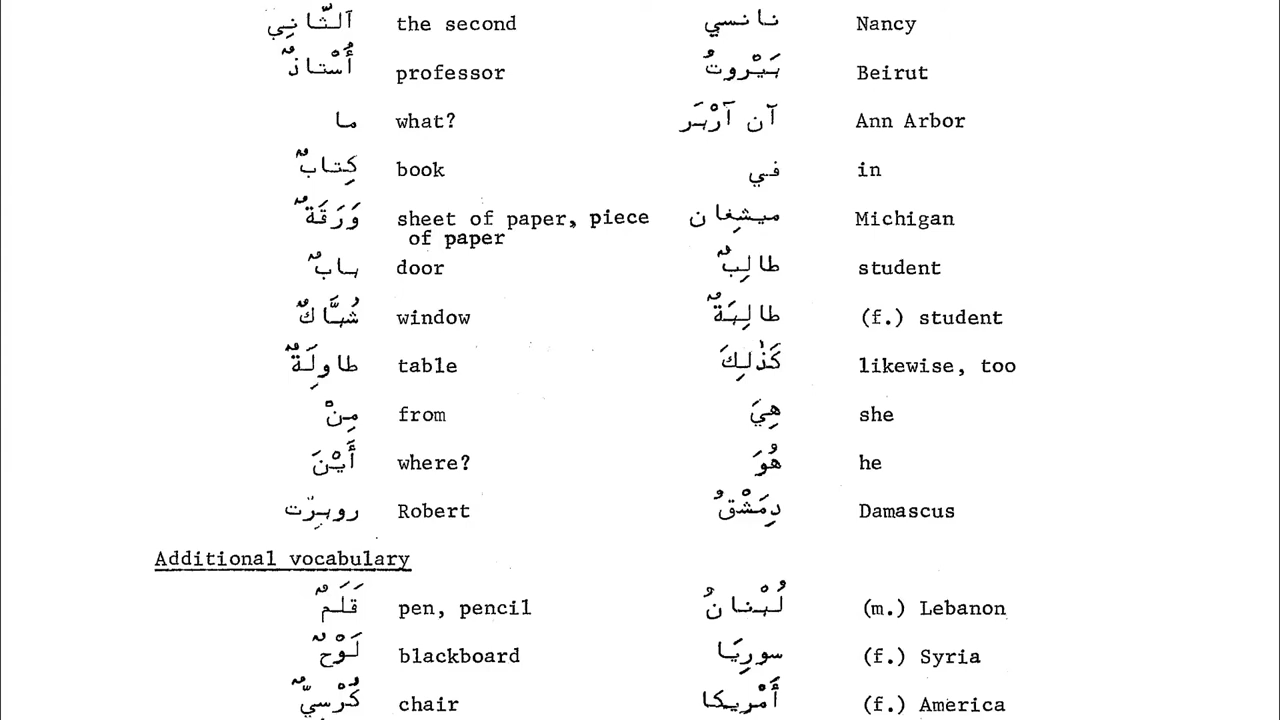 اَلثّانِي the second نانسي Nancy
أُسْتاذٌ professor بَيْروتُ Beirut
ما what? آن آرْبَر Ann Arbor
كِتابٌ book في in
وَرَقَةٌ sheet of paper, piece ميشِغان Michigan
of paper
بابٌ door طالِبٌ student
شُبَّاكٌ window طالِبَةٌ (f.) student
طاوِلَةٌ table كَذٰلِكَ likewise, too
مِنْ from هِيَ she
أَيْنَ where? هُوَ he
روبِرْت Robert دِمَشْقُ Damascus
Additional vocabulary
قَلَمٌ pen, pencil لُبْنانُ (m.) Lebanon
لَوْحٌ blackboard سورِيَا (f.) Syria
كُرْسِيٌّ chair أَمْريكا (f.) America